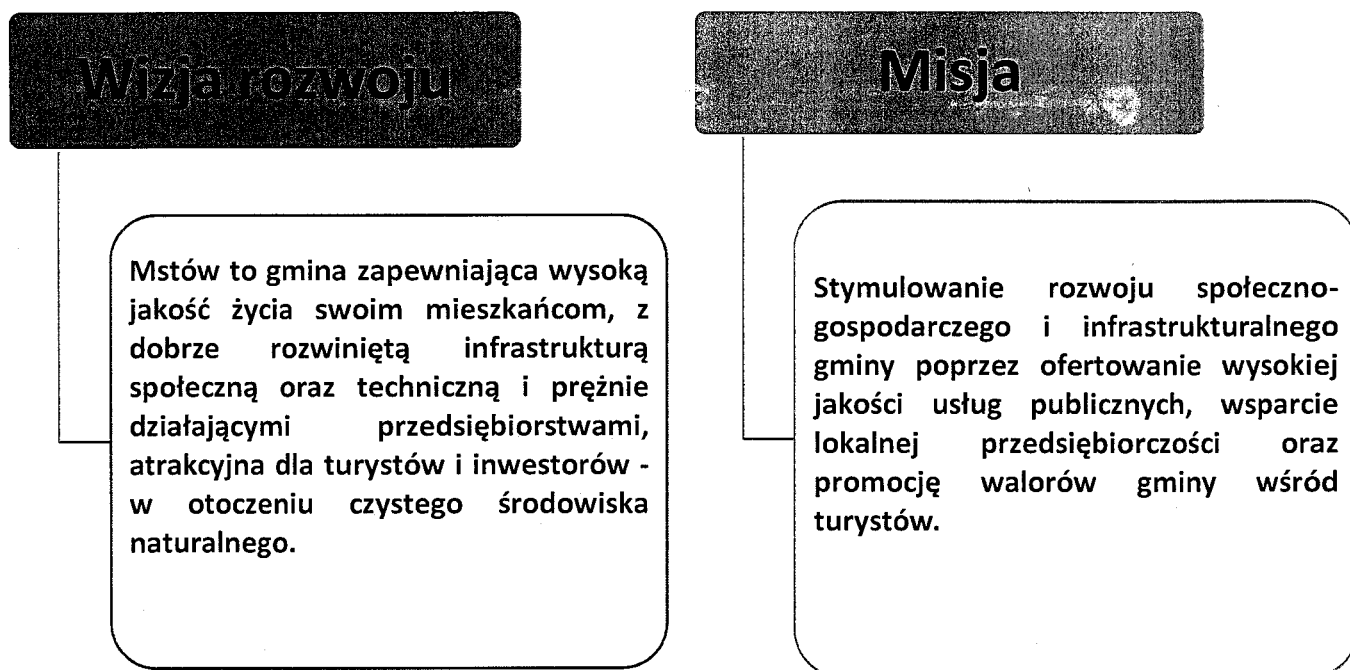 Wizja rozwoju
Mstów to gmina zapewniająca wysoką
jakość życia swoim mieszkańcom, z
dobrze rozwiniętą infrastrukturą
społeczną oraz techniczną i prężnie
działającymi przedsiębiorstwami,
atrakcyjna dla turystów i inwestorów -
w otoczeniu czystego środowiska
naturalnego.
Misja
Stymulowanie rozwoju społeczno-
gospodarczego i infrastrukturalnego
gminy poprzez ofertowanie wysokiej
jakości usług publicznych, wsparcie
lokalnej przedsiębiorczości oraz
promocję walorów gminy wśród
turystów.